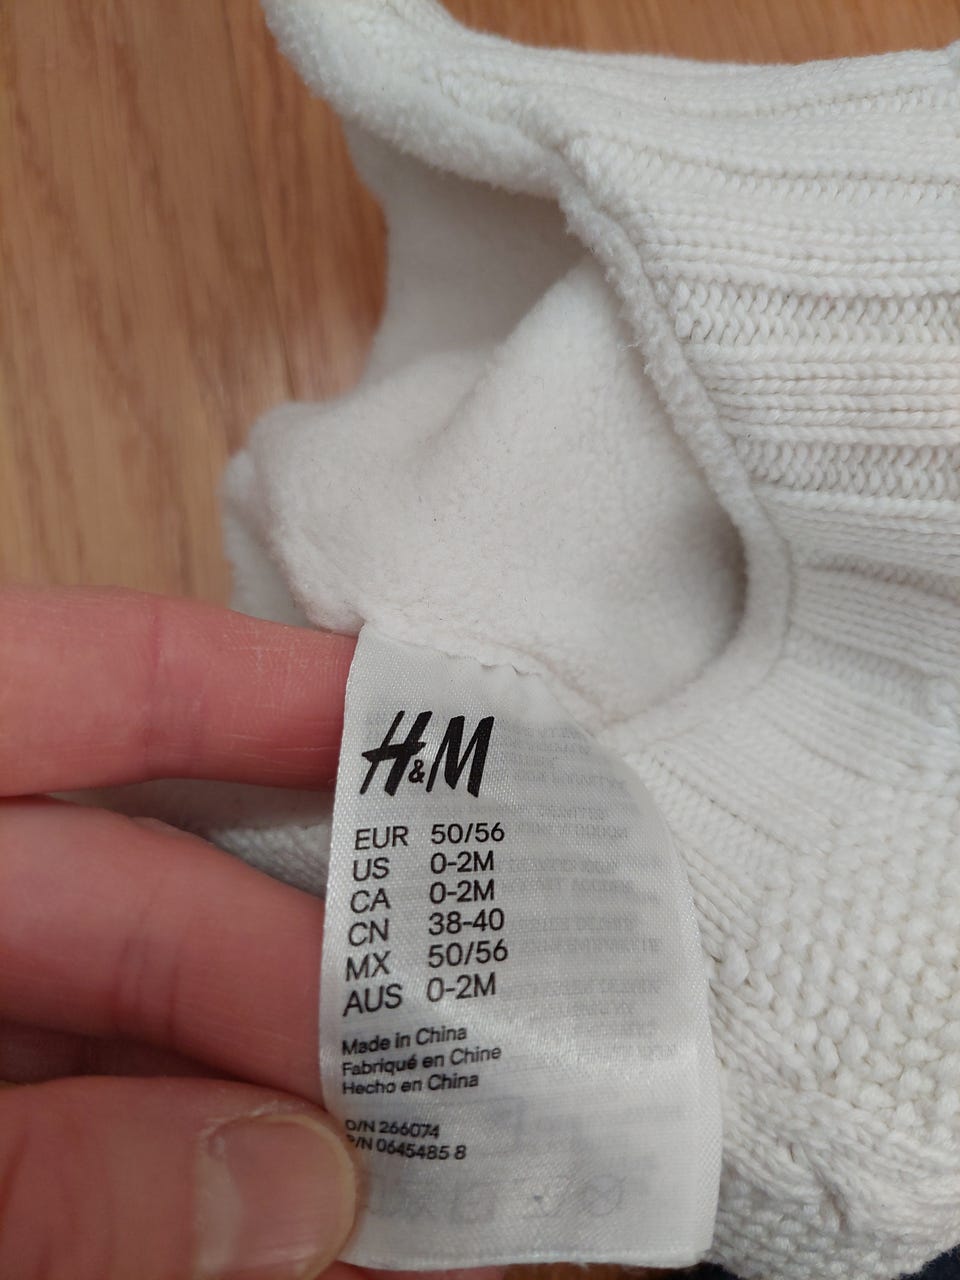 H&M
EUR 50/56
US 0-2M
CA 0-2M
CN 38-40
MX 50/56
AUS 0-2M
Made in China
Fabriqué en Chine
Hecho en China
O/N 266074
P/N 0645485 8